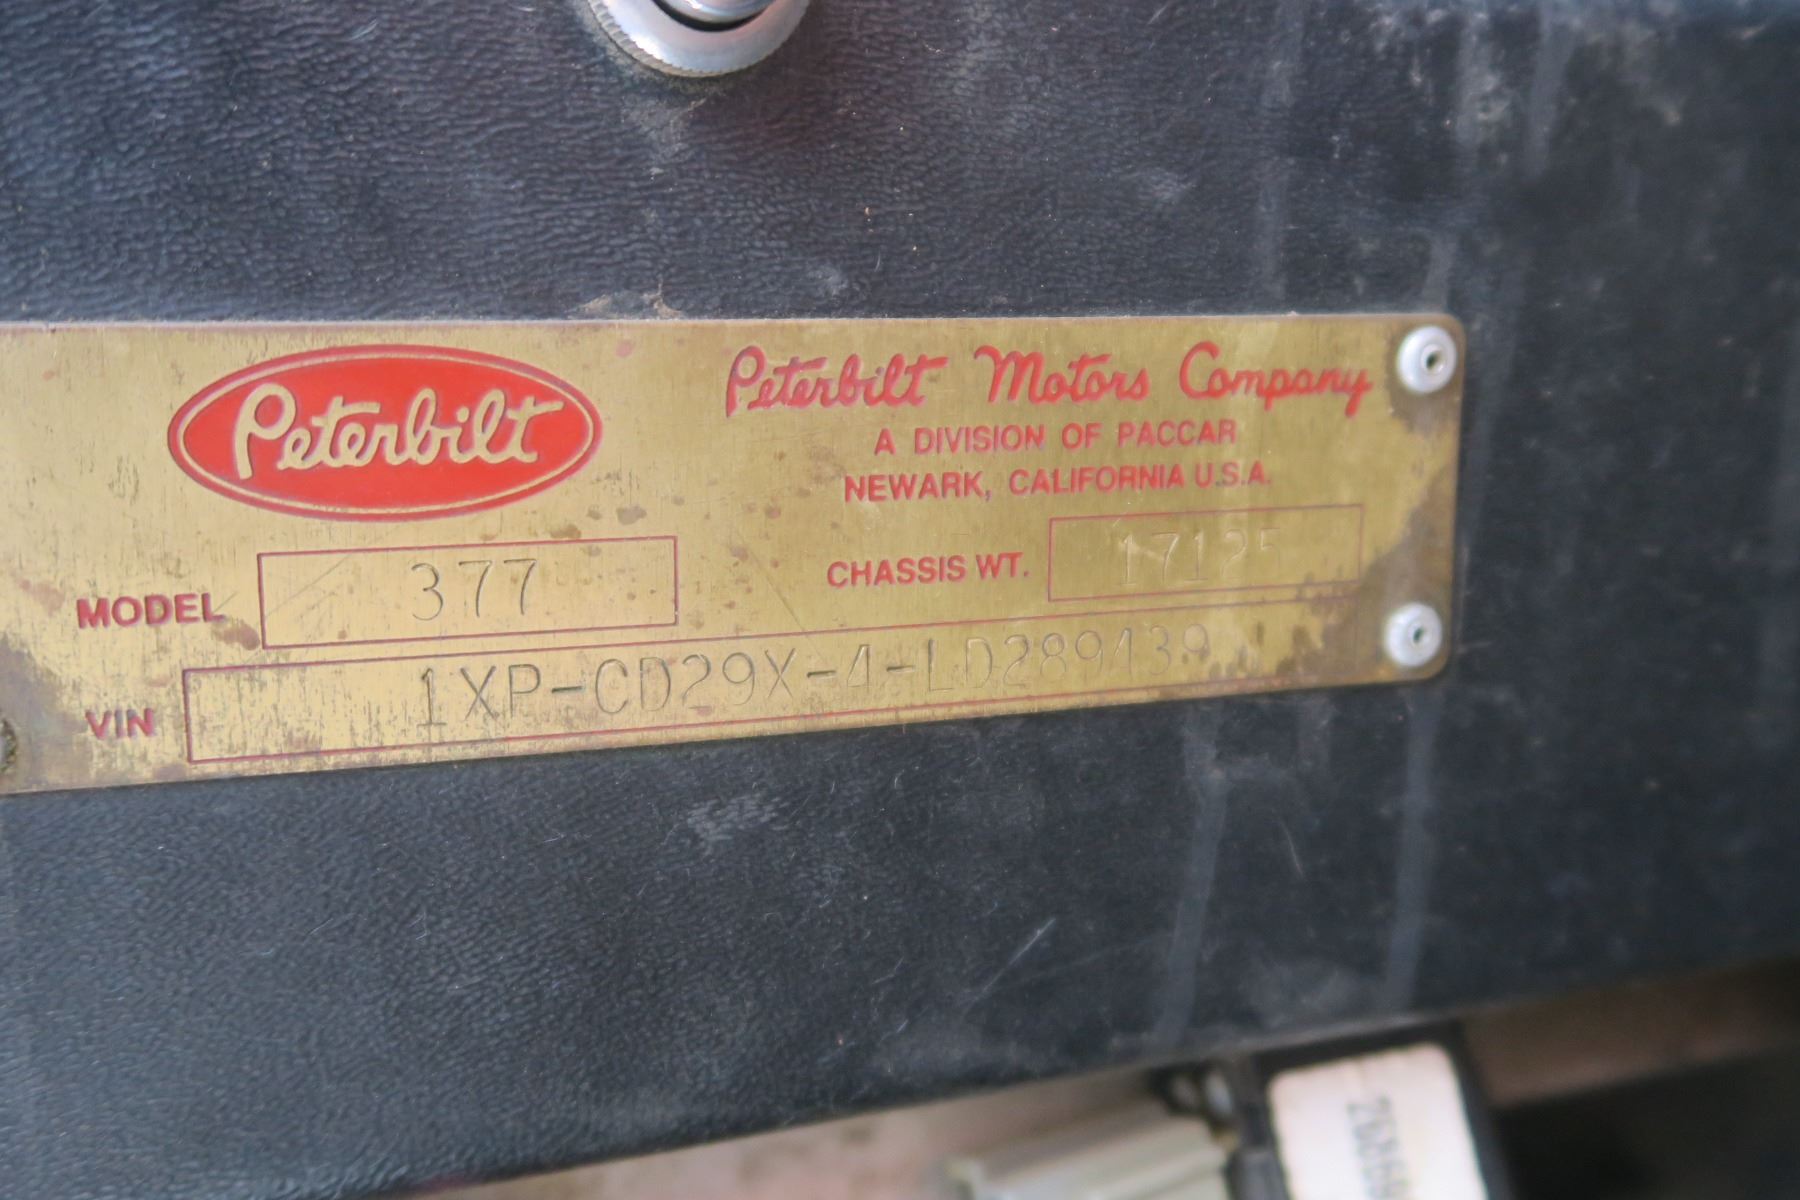 Peterbilt
Peterbilt Motors Company
A DIVISION OF PACCAR
NEWARK, CALIFORNIA U.S.A.
MODEL 377
CHASSIS WT. 17125
VIN 1XP-CD29X-4-LD289439